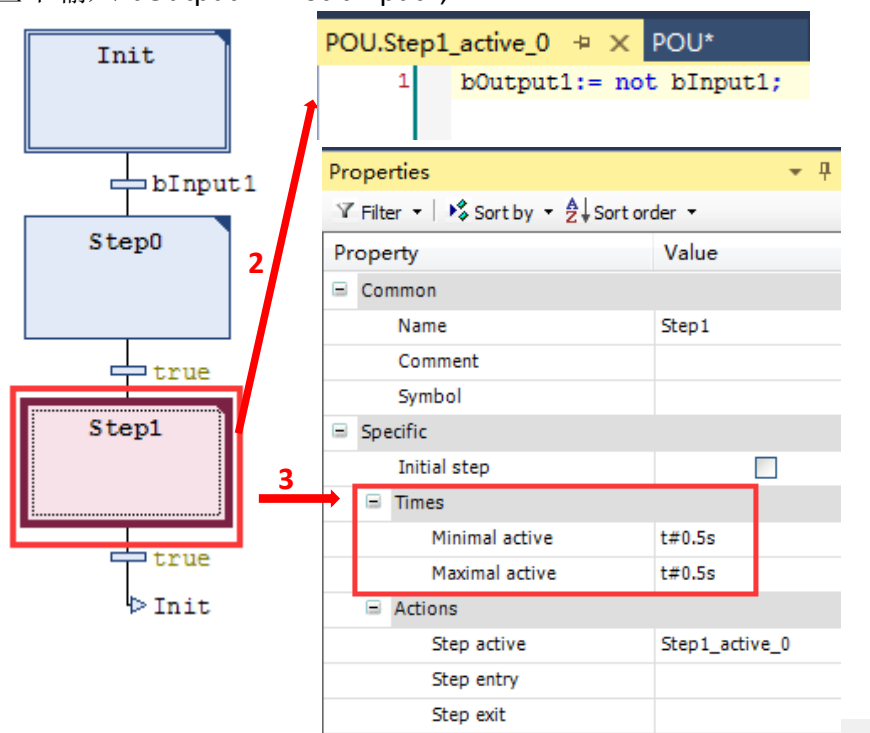 POU.Step1_active_0 POU*
1 bOutput1:= not bInput1;
Init
bInput1
Step0
2
true
Step1
3
true
Init
Properties
Filter Sort by Sort order
Property Value
Common
Name Step1
Comment
Symbol
Specific
Initial step
Times
Minimal active t#0.5s
Maximal active t#0.5s
Actions
Step active Step1_active_0
Step entry
Step exit